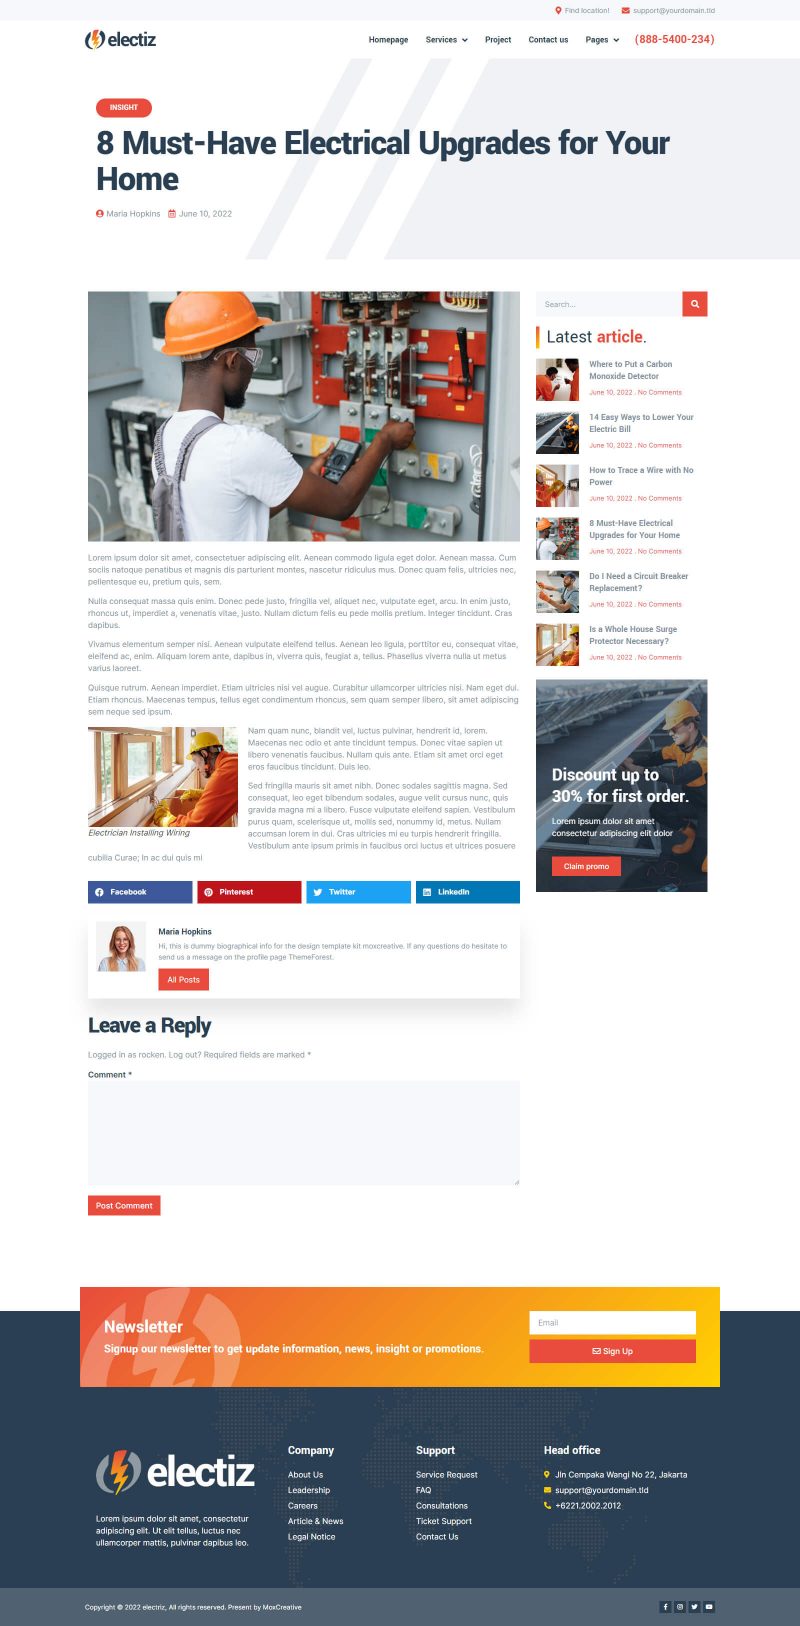 Find location!
support@yourdomain.tld
electiz
Homepage
Services
Project
Contact us
Pages
(888-5400-234)
INSIGHT
8 Must-Have Electrical Upgrades for Your
Home
Maria Hopkins
June 10, 2022
Search...
Latest article.
Where to Put a Carbon
Monoxide Detector
June 10, 2022 . No Comments
14 Easy Ways to Lower Your
Electric Bill
June 10, 2022 . No Comments
How to Trace a Wire with No
Power
June 10, 2022 . No Comments
8 Must-Have Electrical
Upgrades for Your Home
June 10, 2022 . No Comments
Do I Need a Circuit Breaker
Replacement?
June 10, 2022 . No Comments
Is a Whole House Surge
Protector Necessary?
June 10, 2022 . No Comments
Discount up to
30% for first order.
Lorem ipsum dolor sit amet
consectetur adipiscing elit dolor
Claim promo
Lorem ipsum dolor sit amet, consectetuer adipiscing elit. Aenean commodo ligula eget dolor. Aenean massa. Cum
sociis natoque penatibus et magnis dis parturient montes, nascetur ridiculus mus. Donec quam felis, ultricies nec,
pellentesque eu, pretium quis, sem.
Nulla consequat massa quis enim. Donec pede justo, fringilla vel, aliquet nec, vulputate eget, arcu. In enim justo,
rhoncus ut, imperdiet a, venenatis vitae, justo. Nullam dictum felis eu pede mollis pretium. Integer tincidunt. Cras
dapibus.
Vivamus elementum semper nisi. Aenean vulputate eleifend tellus. Aenean leo ligula, porttitor eu, consequat vitae,
eleifend ac, enim. Aliquam lorem ante, dapibus in, viverra quis, feugiat a, tellus. Phasellus viverra nulla ut metus
varius laoreet.
Quisque rutrum. Aenean imperdiet. Etiam ultricies nisi vel augue. Curabitur ullamcorper ultricies nisi. Nam eget dui.
Etiam rhoncus. Maecenas tempus, tellus eget condimentum rhoncus, sem quam semper libero, sit amet adipiscing
sem neque sed ipsum.
Nam quam nunc, blandit vel, luctus pulvinar, hendrerit id, lorem.
Maecenas nec odio et ante tincidunt tempus. Donec vitae sapien ut
libero venenatis faucibus. Nullam quis ante. Etiam sit amet orci eget
eros faucibus tincidunt. Duis leo.
Sed fringilla mauris sit amet nibh. Donec sodales sagittis magna. Sed
consequat, leo eget bibendum sodales, augue velit cursus nunc, quis
gravida magna mi a libero. Fusce vulputate eleifend sapien. Vestibulum
purus quam, scelerisque ut, mollis sed, nonummy id, metus. Nullam
accumsan lorem in dui. Cras ultricies mi eu turpis hendrerit fringilla.
Vestibulum ante ipsum primis in faucibus orci luctus et ultrices posuere
cubilia Curae; In ac dui quis mi
Electrician Installing Wiring
Facebook
Pinterest
Twitter
LinkedIn
Maria Hopkins
Hi, this is dummy biographical info for the design template kit moxcreative. If any questions do hesitate to
send us a message on the profile page ThemeForest.
All Posts
Leave a Reply
Logged in as rocken. Log out? Required fields are marked *
Comment *
Post Comment
Newsletter
Signup our newsletter to get update information, news, insight or promotions.
Email
Sign Up
electiz
Lorem ipsum dolor sit amet, consectetur
adipiscing elit. Ut elit tellus, luctus nec
ullamcorper mattis, pulvinar dapibus leo.
Company
About Us
Leadership
Careers
Article & News
Legal Notice
Support
Service Request
FAQ
Consultations
Ticket Support
Contact Us
Head office
Jln Cempaka Wangi No 22, Jakarta
support@yourdomain.tld
+6221.2002.2012
Copyright © 2022 electriz, All rights reserved. Present by MoxCreative